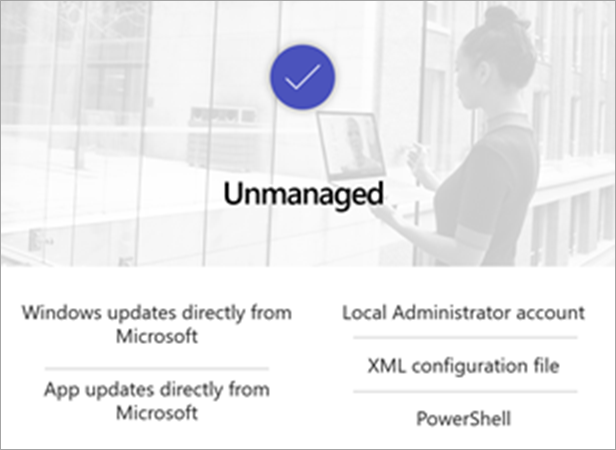 Unmanaged
Windows updates directly from
Microsoft
App updates directly from
Microsoft
Local Administrator account
XML configuration file
PowerShell